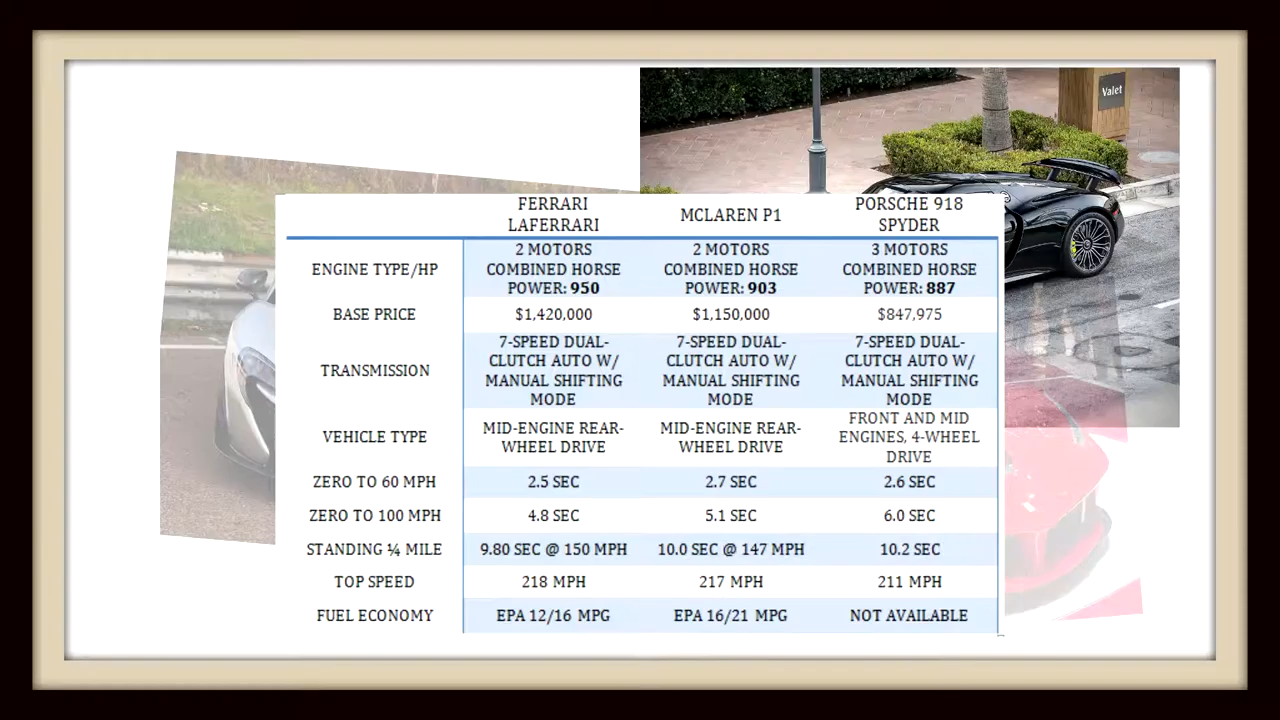 Valet
FERRARI
LAFERRARI
MCLAREN P1
PORSCHE 918
SPYDER
ENGINE TYPE/HP
2 MOTORS
COMBINED HORSE
POWER: 950
2 MOTORS
COMBINED HORSE
POWER: 903
3 MOTORS
COMBINED HORSE
POWER: 887
BASE PRICE
$1,420,000
$1,150,000
$847,975
TRANSMISSION
7-SPEED DUAL-
CLUTCH AUTO W/
MANUAL SHIFTING
MODE
7-SPEED DUAL-
CLUTCH AUTO W/
MANUAL SHIFTING
MODE
7-SPEED DUAL-
CLUTCH AUTO W/
MANUAL SHIFTING
MODE
VEHICLE TYPE
MID-ENGINE REAR-
WHEEL DRIVE
MID-ENGINE REAR-
WHEEL DRIVE
FRONT AND MID
ENGINES, 4-WHEEL
DRIVE
ZERO TO 60 MPH
2.5 SEC
2.7 SEC
2.6 SEC
ZERO TO 100 MPH
4.8 SEC
5.1 SEC
6.0 SEC
STANDING ¼ MILE
9.80 SEC @ 150 MPH
10.0 SEC @ 147 MPH
10.2 SEC
TOP SPEED
218 MPH
217 MPH
211 MPH
FUEL ECONOMY
EPA 12/16 MPG
EPA 16/21 MPG
NOT AVAILABLE